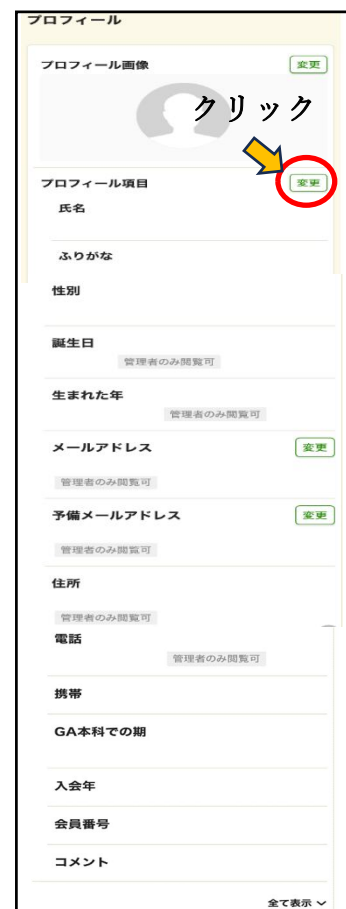 プロフィール
プロフィール画像 変更
クリック
プロフィール項目 変更
氏名
ふりがな
性別
誕生日
管理者のみ閲覧可
生まれた年
管理者のみ閲覧可
メールアドレス 変更
管理者のみ閲覧可
予備メールアドレス 変更
管理者のみ閲覧可
住所
管理者のみ閲覧可
電話
管理者のみ閲覧可
携帯
GA本科での期
入会年
会員番号
コメント
全て表示